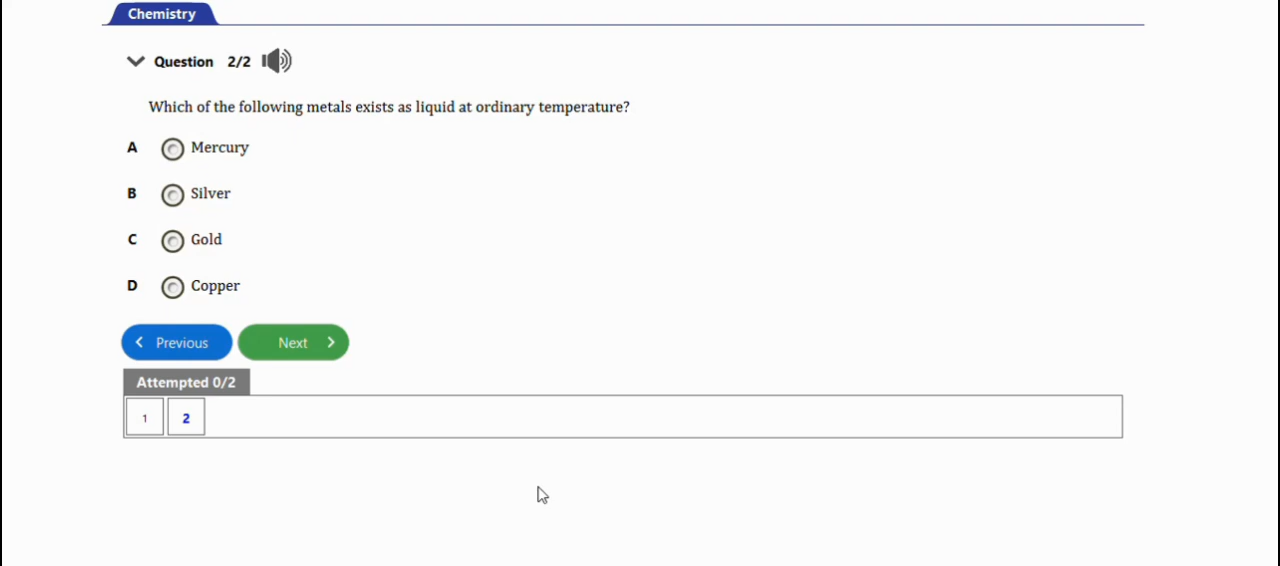 Chemistry
Question 2/2
Which of the following metals exists as liquid at ordinary temperature?
A Mercury
B Silver
C Gold
D Copper
Previous Next
Attempted 0/2
1 2